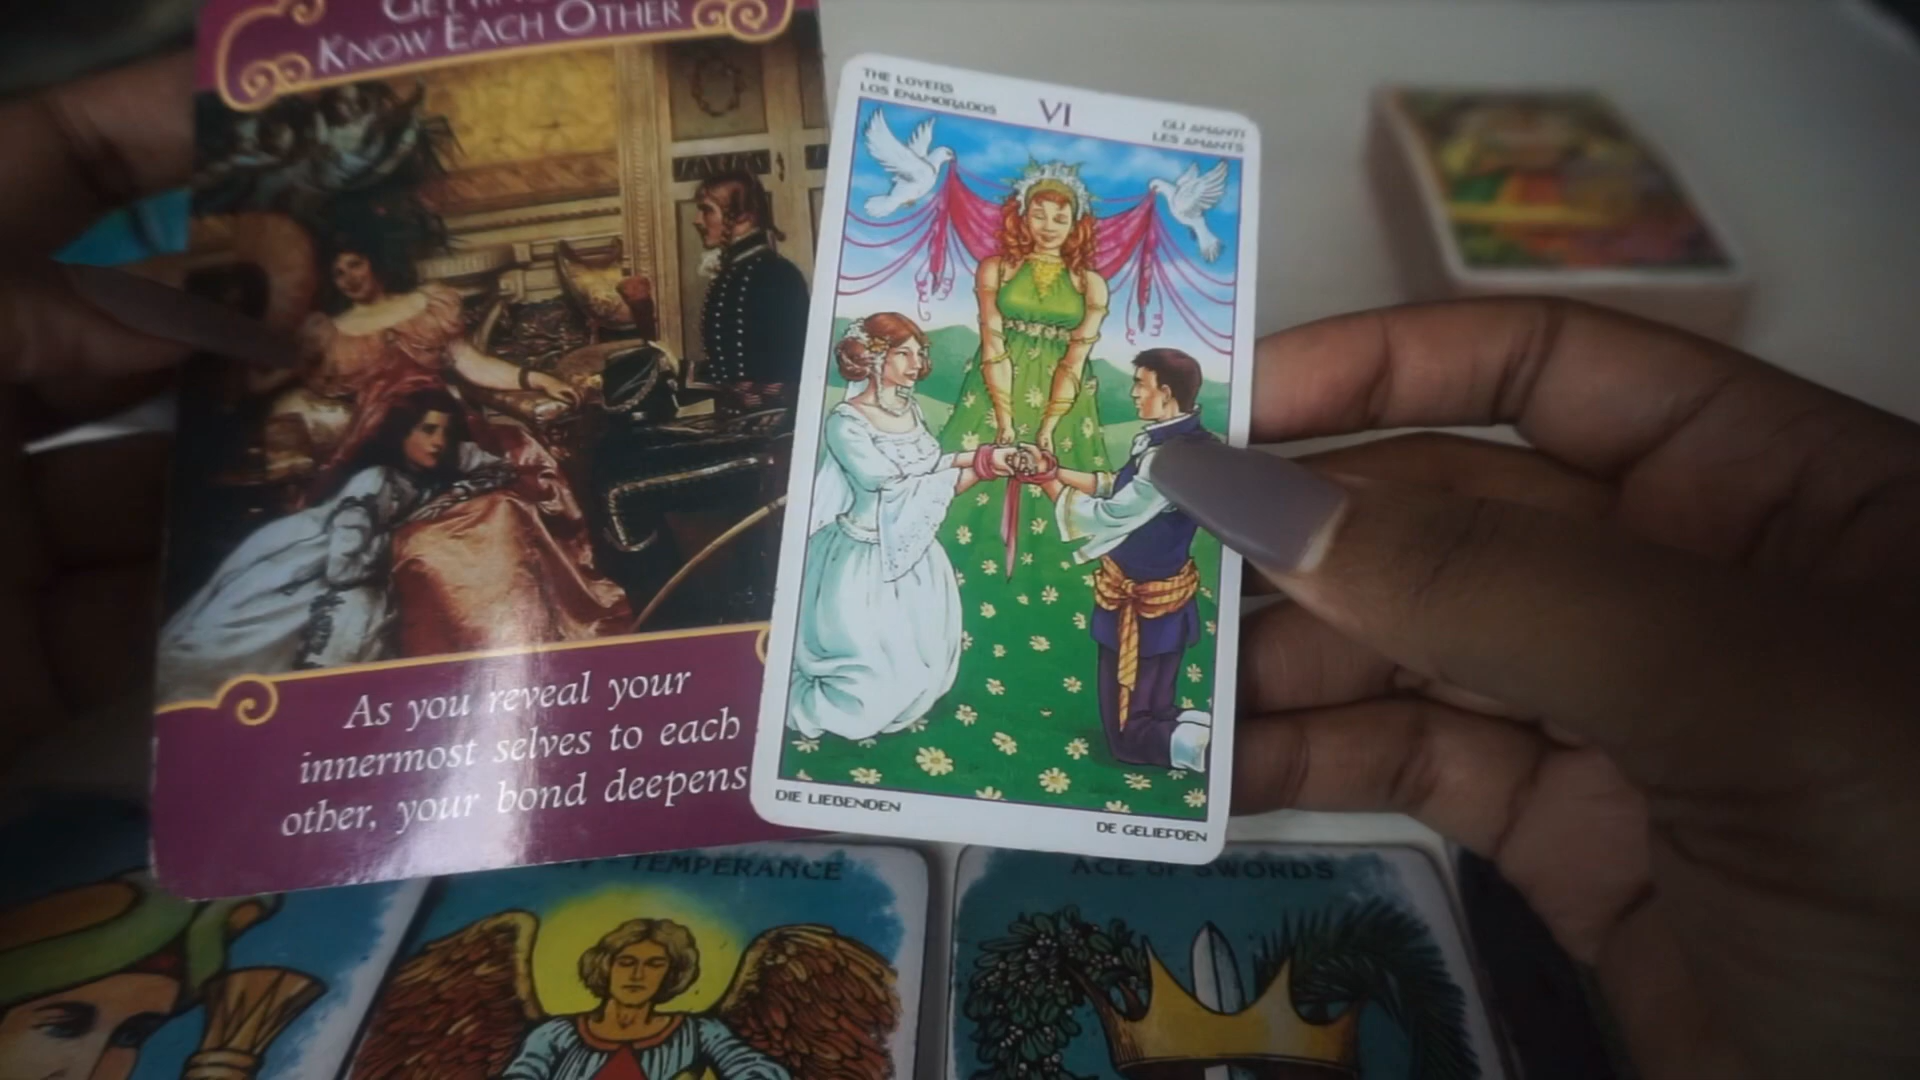 KNOW EACH OTHER
As you reveal your
innermost selves to each
other, your bond deepens
THE LOVERS
LOS ENAMORADOS
VI
GLI AMANTI
LES AMANTS
DIE LIEBENDEN
DE GELIEFDEN
TEMPERANCE
ACE OF SWORDS